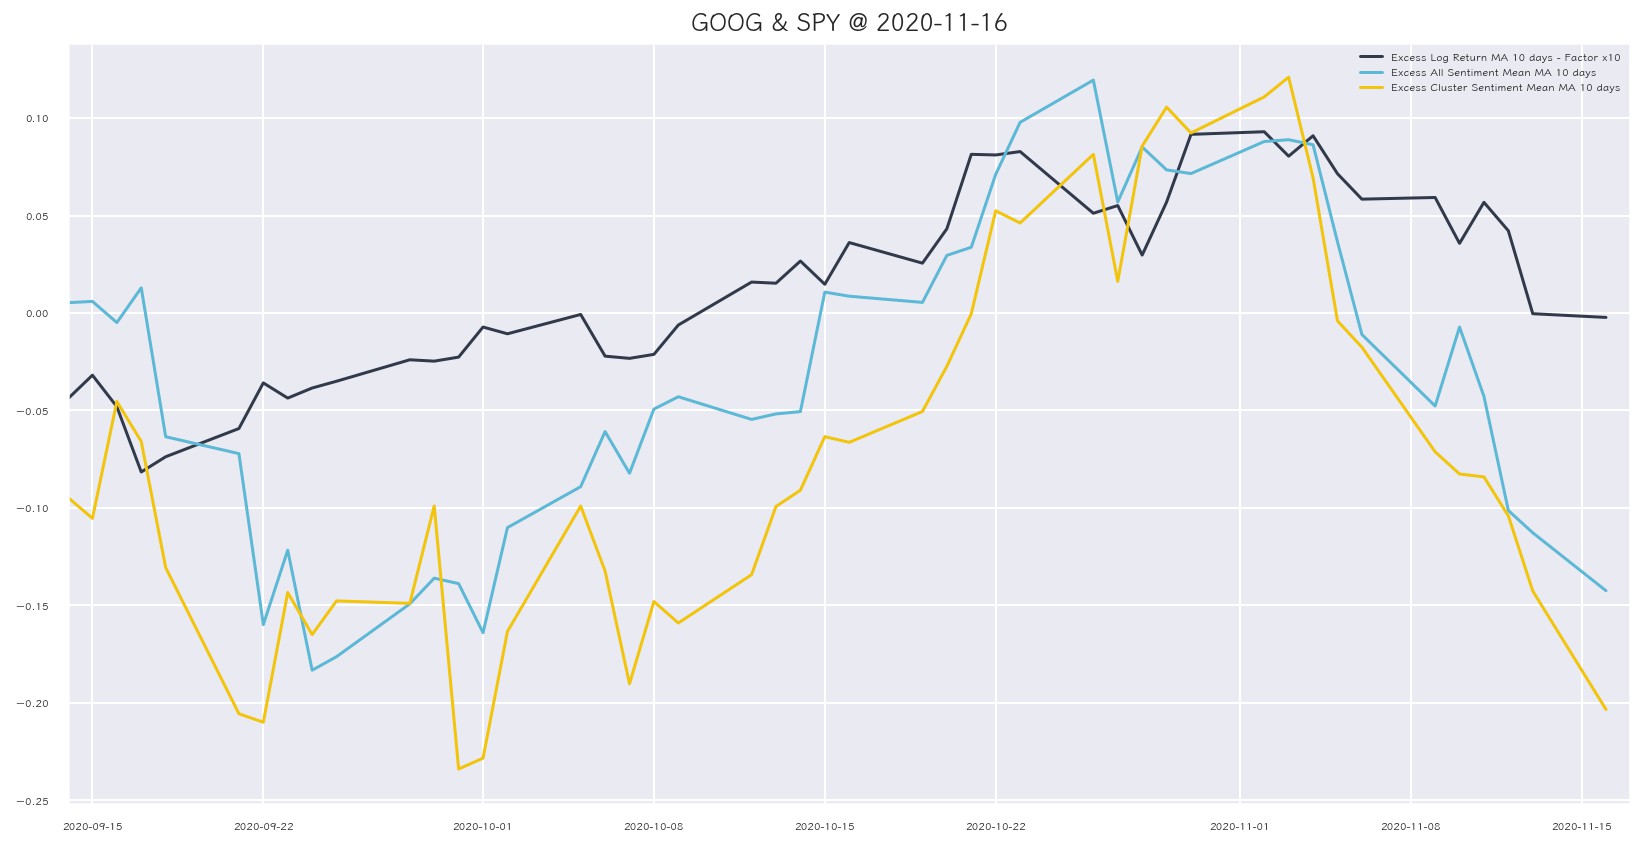 GOOG & SPY @ 2020-11-16
Excess Log Return MA 10 days - Factor x10
Excess All Sentiment Mean MA 10 days
Excess Cluster Sentiment Mean MA 10 days
0.10
0.05
0.00
−0.05
−0.10
−0.15
−0.20
−0.25
2020-09-15 2020-09-22 2020-10-01 2020-10-08 2020-10-15 2020-10-22 2020-11-01 2020-11-08 2020-11-15